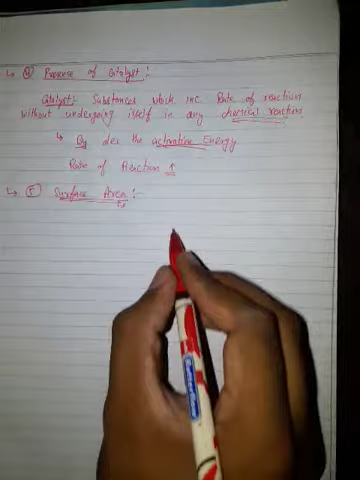 ↳ (4) Presence of Catalyst :
Catalyst: Substances which inc. Rate of reaction
without undergoing itself in any chemical reaction
↳ By dec the activation Energy
Rate of Reaction ↑
↳ (5) Surface Area :-